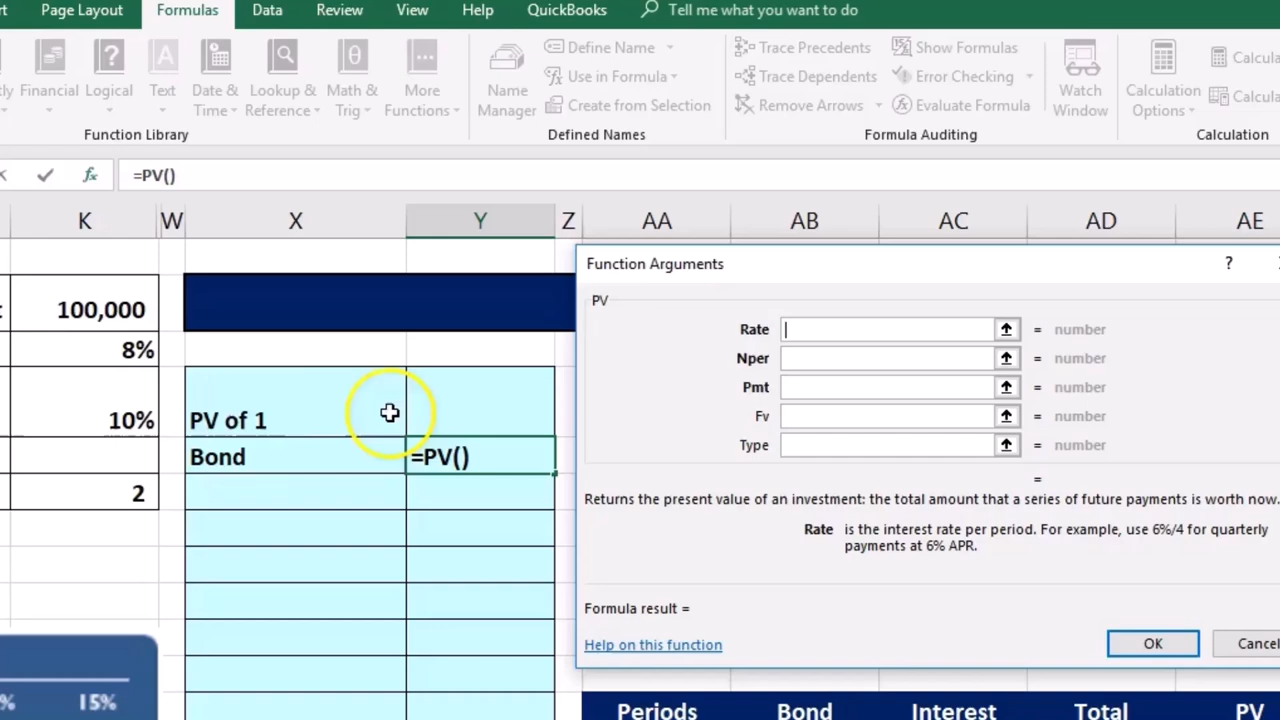 Page Layout Formulas Data Review View Help QuickBooks Tell me what you want to do
Financial Logical Text Date & Time Lookup & Reference Math & Trig More Functions
Name Manager Define Name Use in Formula Create from Selection
Trace Precedents Trace Dependents Remove Arrows Show Formulas Error Checking Evaluate Formula
Watch Window Calculation Options
Function Library Defined Names Formula Auditing Calculation
fx =PV()
K W X Y Z AA AB AC AD AE
100,000
8%
10%
PV of 1
Bond =PV()
2
Function Arguments ?
PV
Rate = number
Nper = number
Pmt = number
Fv = number
Type = number
=
Returns the present value of an investment: the total amount that a series of future payments is worth now.
Rate is the interest rate per period. For example, use 6%/4 for quarterly
payments at 6% APR.
Formula result =
Help on this function OK Cancel
% 15%
Periods Bond Interest Total PV